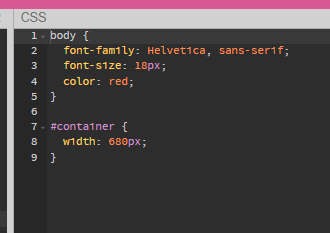 CSS
1 body {
2   font-family: Helvetica, sans-serif;
3   font-size: 18px;
4   color: red;
5 }
6
7 #container {
8   width: 680px;
9 }